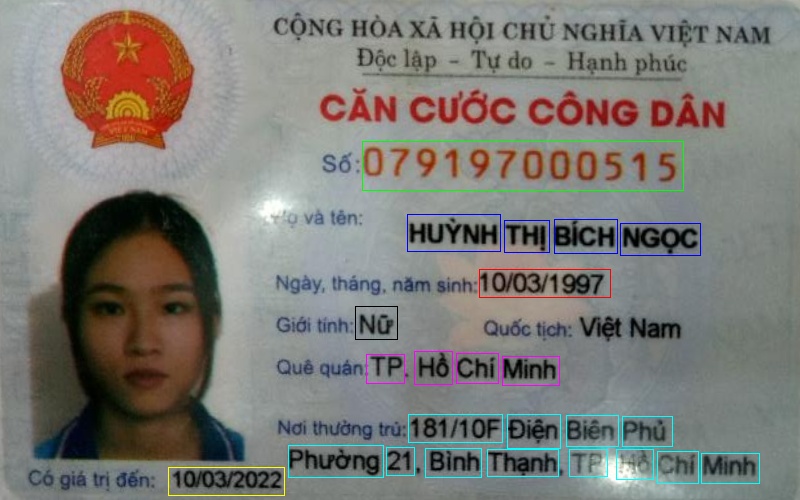 CỘNG HÒA XÃ HỘI CHỦ NGHĨA VIỆT NAM
Độc lập - Tự do - Hạnh phúc
CĂN CƯỚC CÔNG DÂN
Số: 079197000515
Họ và tên: HUỲNH THỊ BÍCH NGỌC
Ngày, tháng, năm sinh: 10/03/1997
Giới tính: Nữ Quốc tịch: Việt Nam
Quê quán: TP. Hồ Chí Minh
Nơi thường trú: 181/10F Điện Biên Phủ
Phường 21, Bình Thạnh, TP. Hồ Chí Minh
Có giá trị đến: 10/03/2022